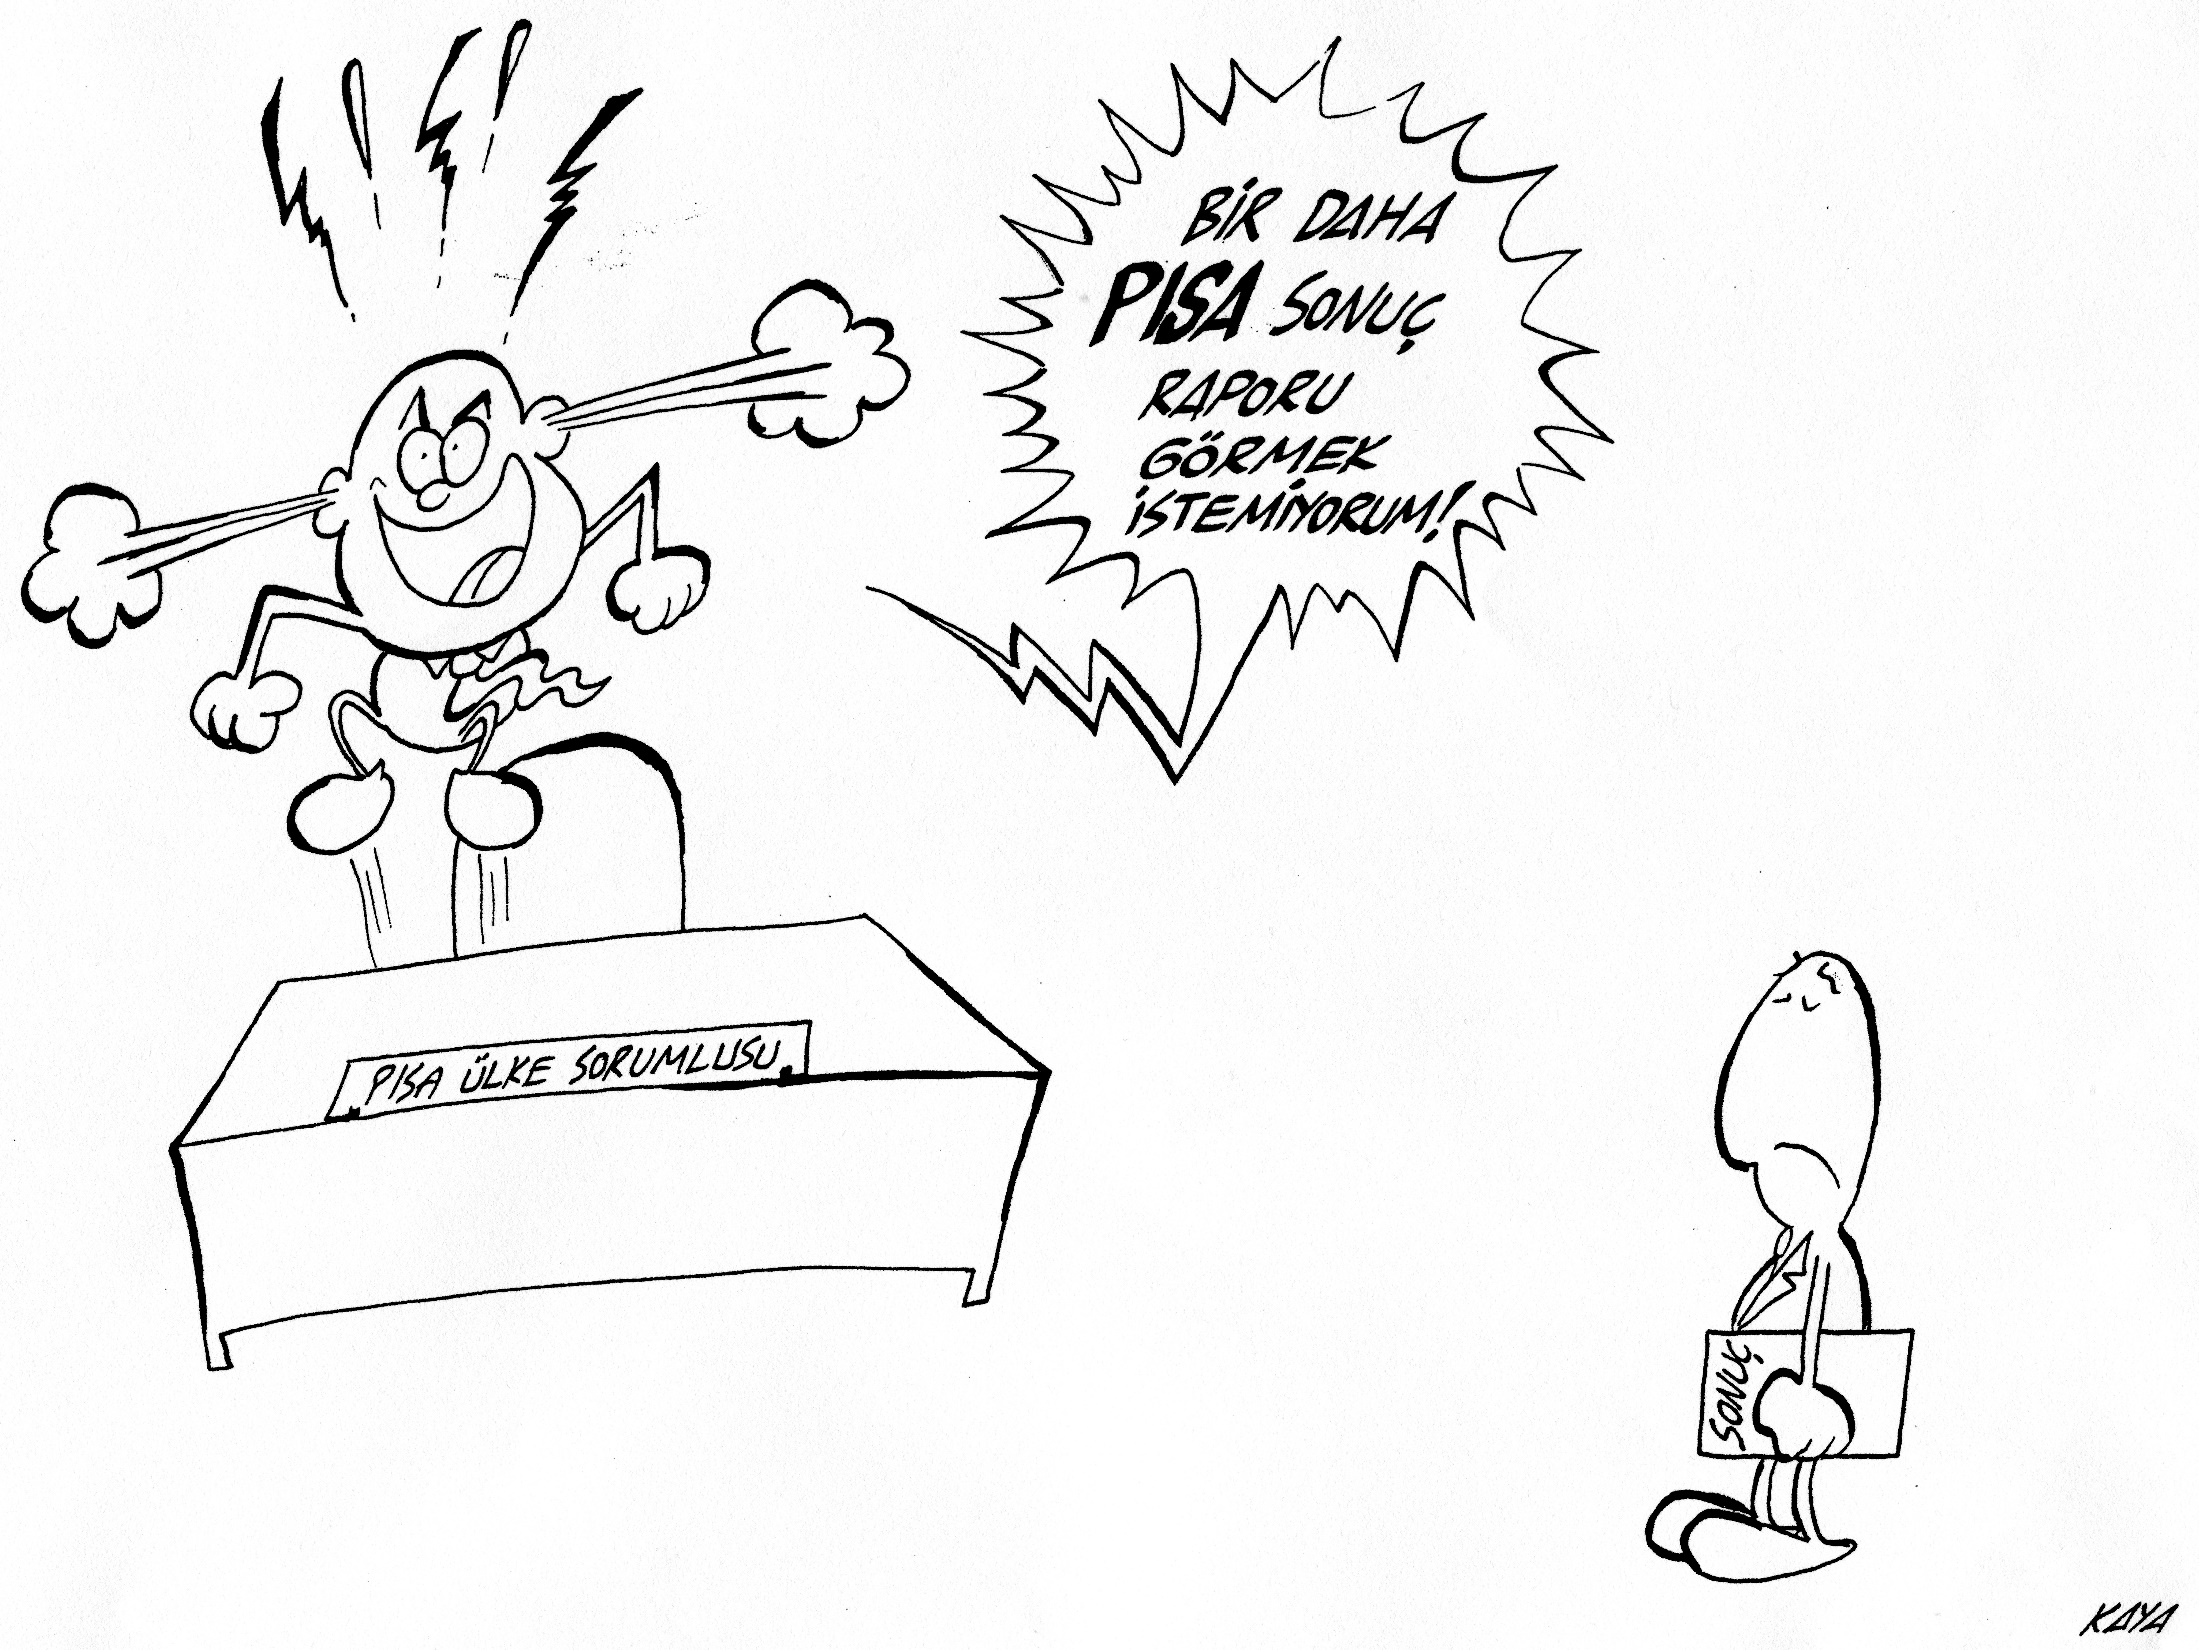 BİR DAHA
PISA SONUÇ
RAPORU
GÖRMEK
İSTEMİYORUM!
PISA ÜLKE SORUMLUSU
SONUÇ
KAYA